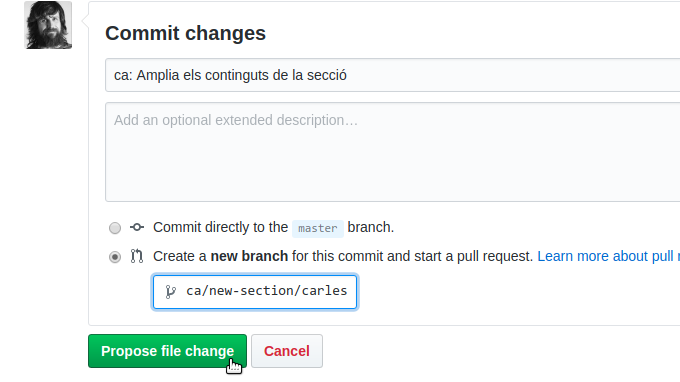 Commit changes
ca: Amplia els continguts de la secció
Add an optional extended description…
Commit directly to the master branch.
Create a new branch for this commit and start a pull request. Learn more about pull
ca/new-section/carles
Propose file change
Cancel